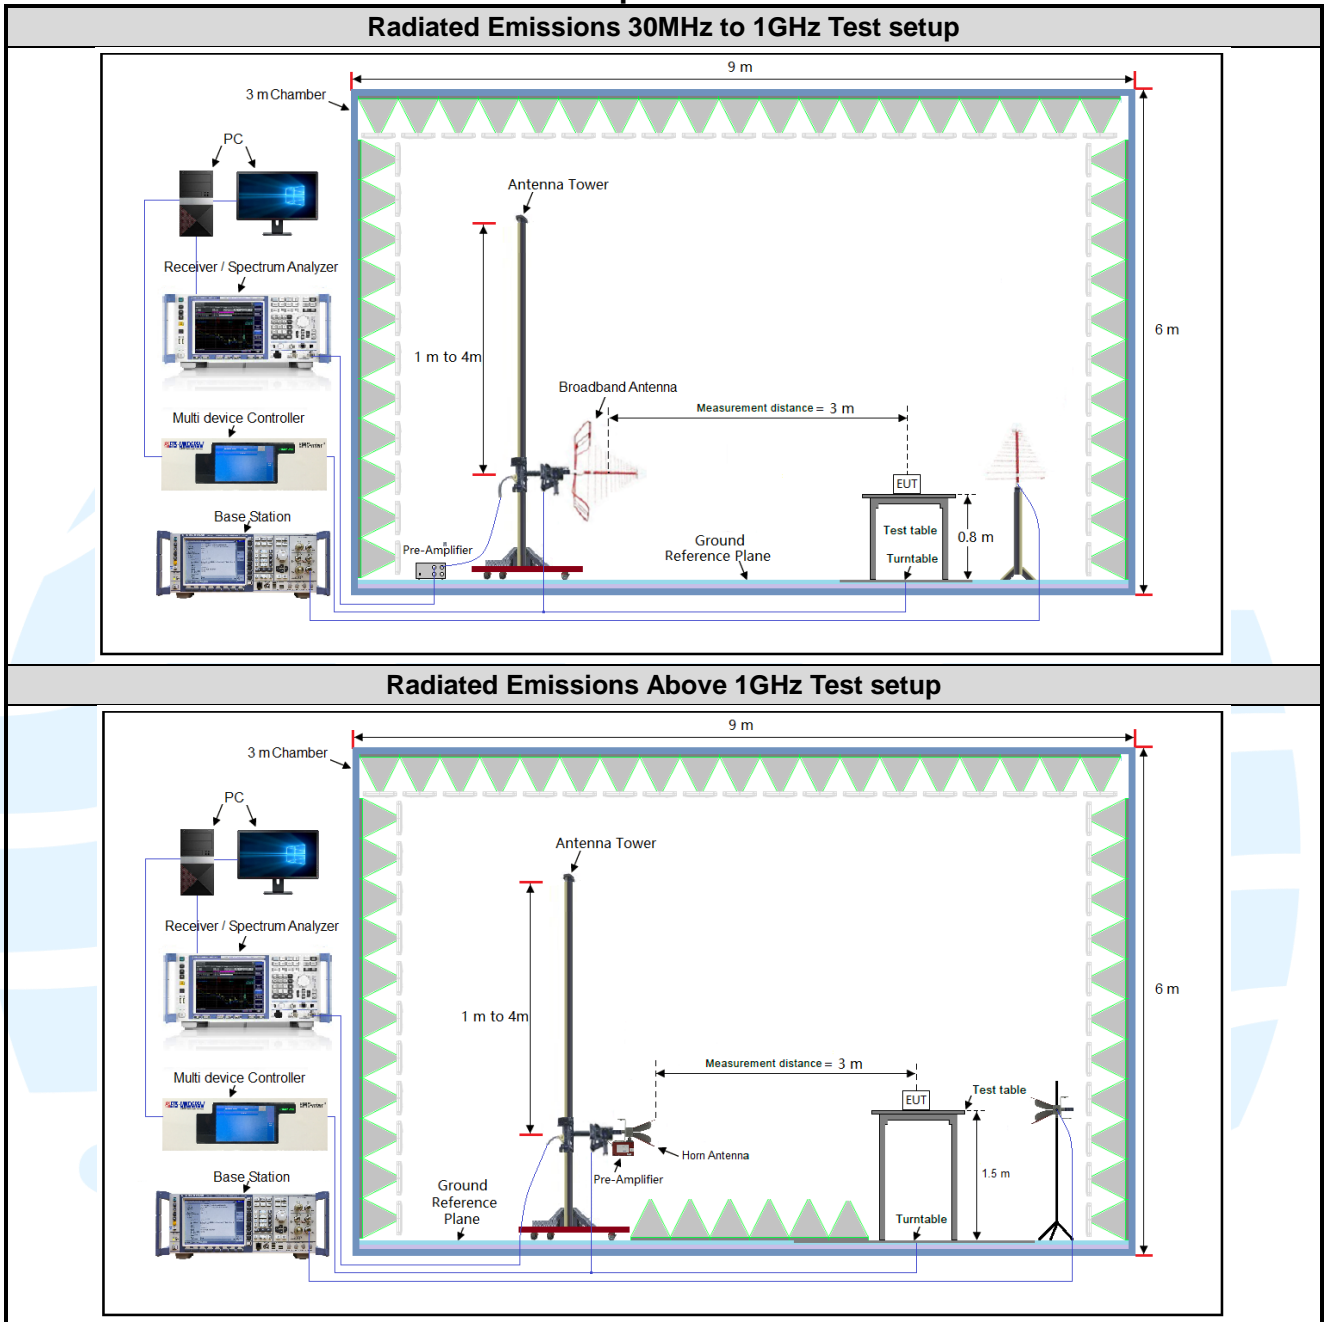 Radiated Emissions 30MHz to 1GHz Test setup
9 m
3 m Chamber
PC
Antenna Tower
Receiver / Spectrum Analyzer
6 m
1 m to 4m
Broadband Antenna
Measurement distance = 3 m
Multi device Controller
EUT
Base Station
Test table
0.8 m
Ground
Reference Plane
Pre-Amplifier
Turntable
Radiated Emissions Above 1GHz Test setup
9 m
3 m Chamber
PC
Antenna Tower
Receiver / Spectrum Analyzer
6 m
1 m to 4m
Measurement distance = 3 m
Multi device Controller
EUT
Test table
Horn Antenna
Pre-Amplifier
Base Station
1.5 m
Ground
Reference
Plane
Turntable